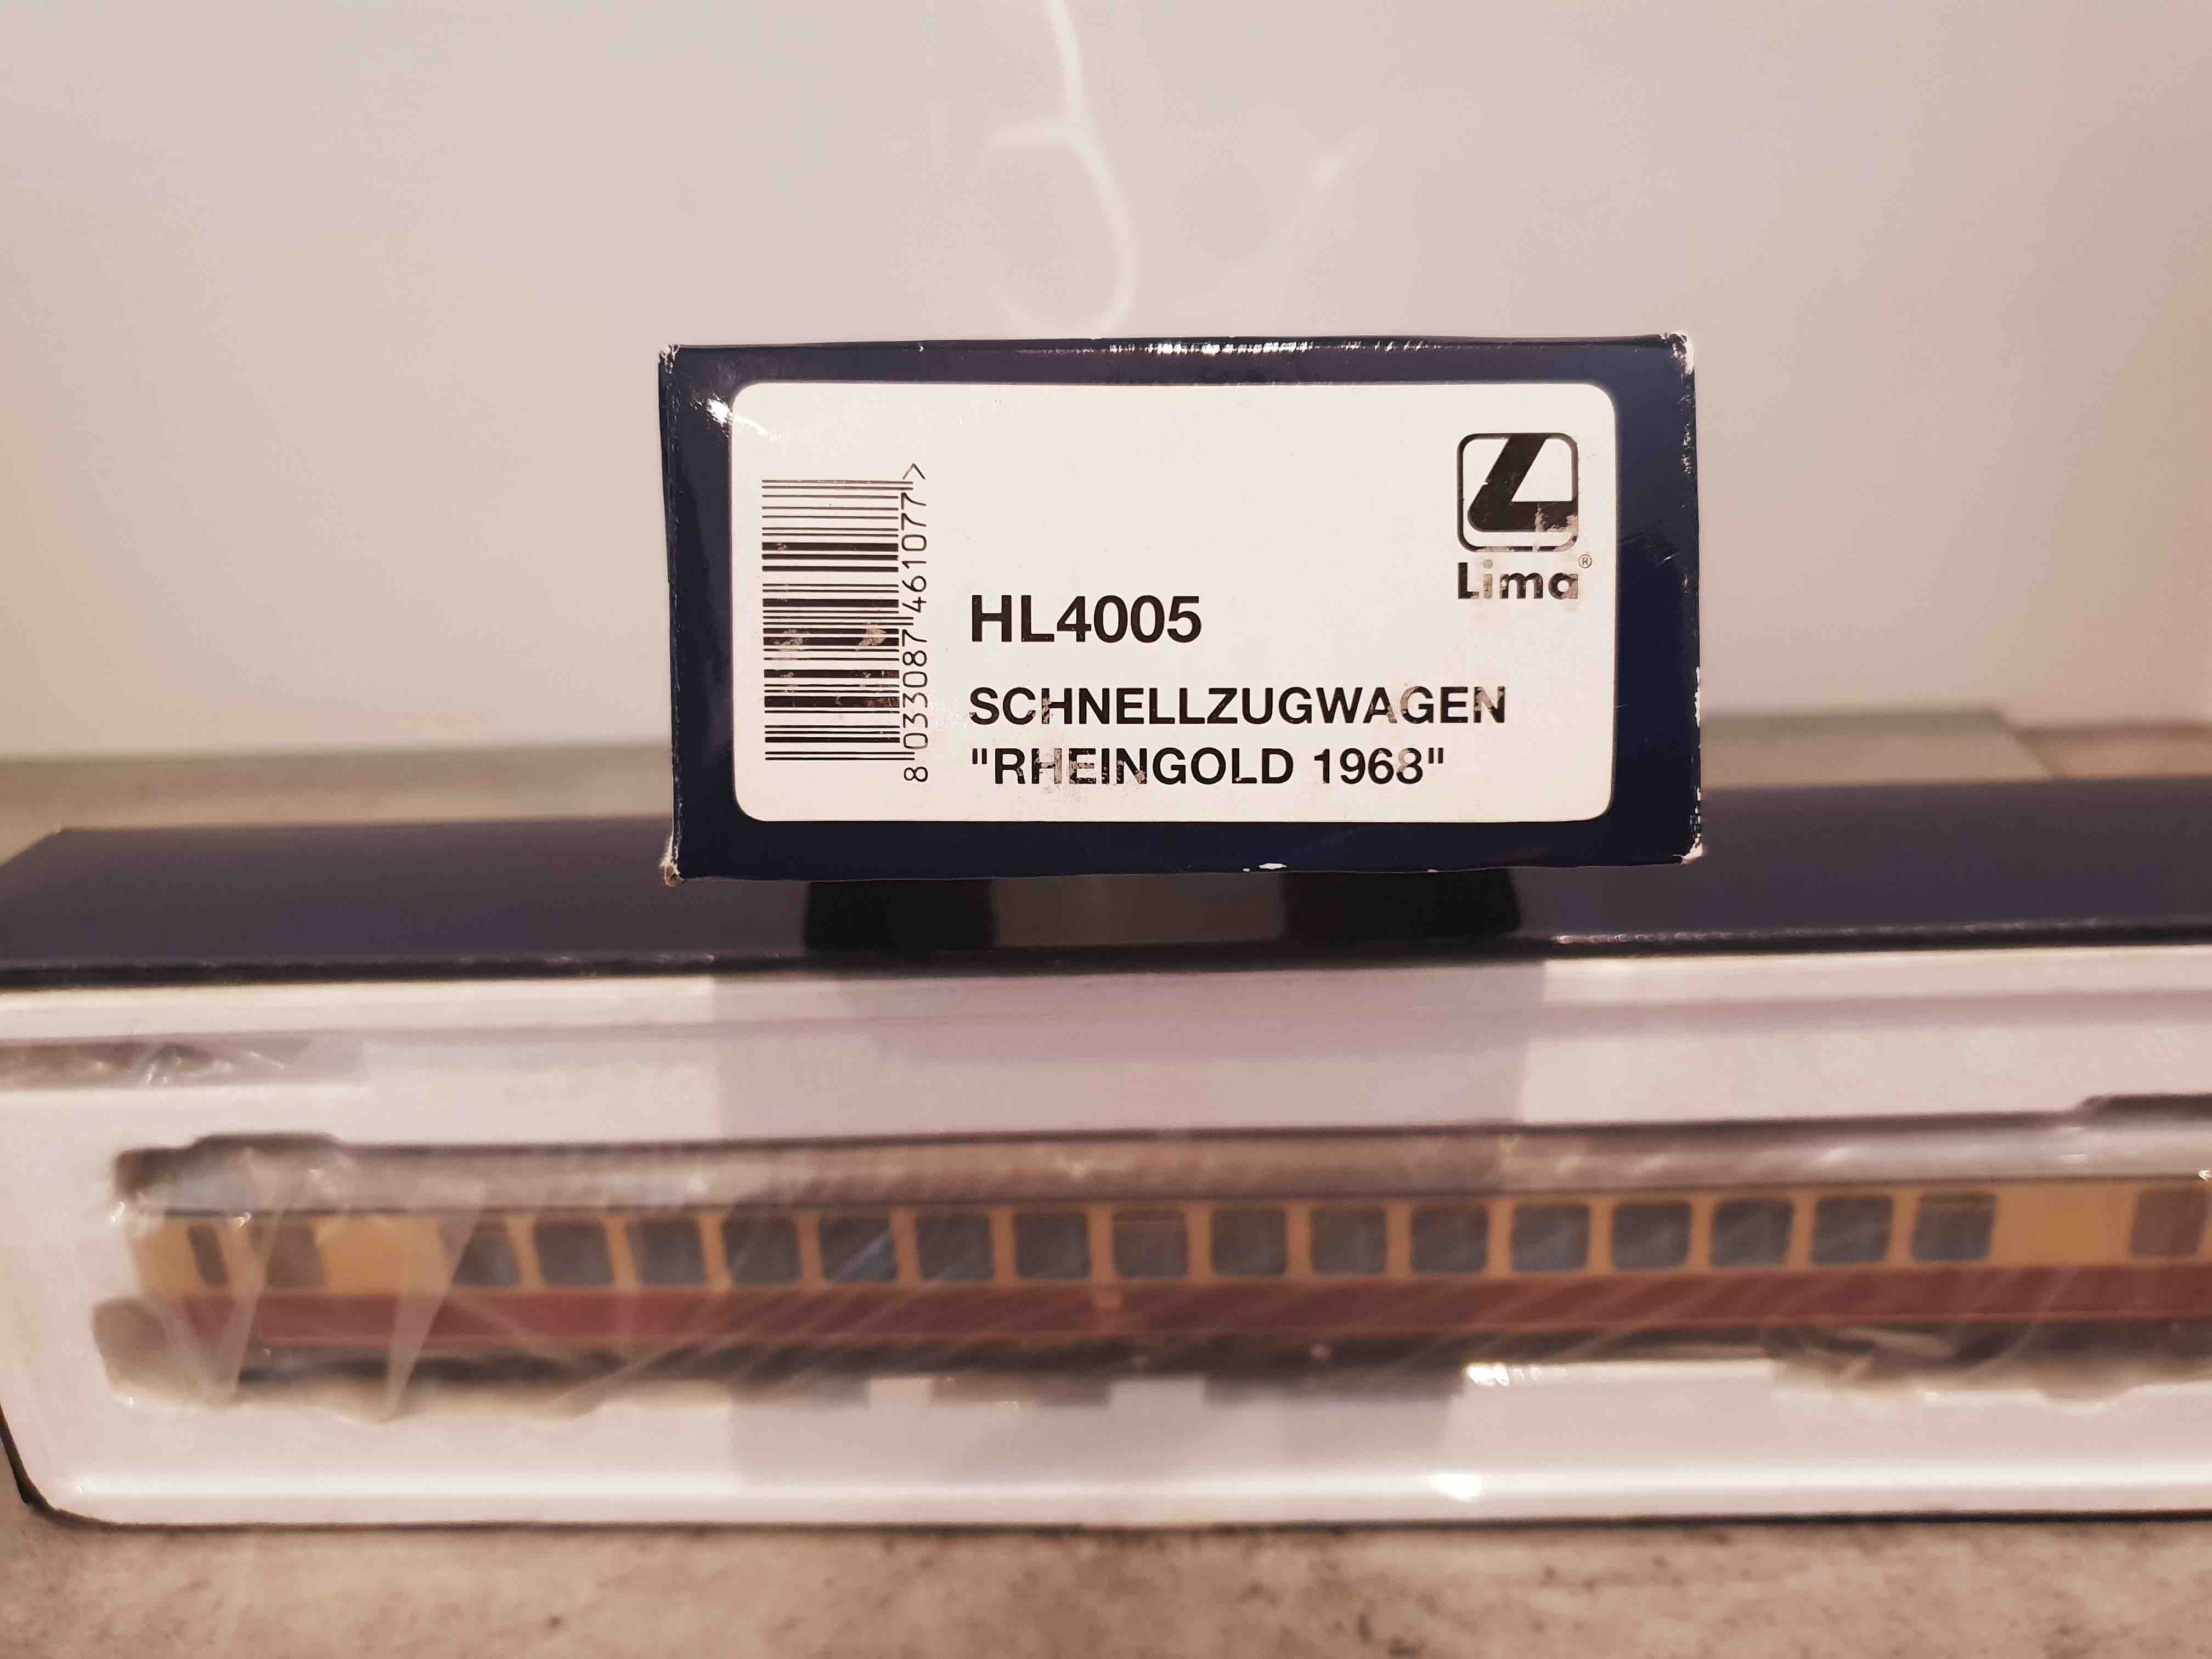 Lima®
HL4005
SCHNELLZUGWAGEN
"RHEINGOLD 1968"
8 033087 461077 >